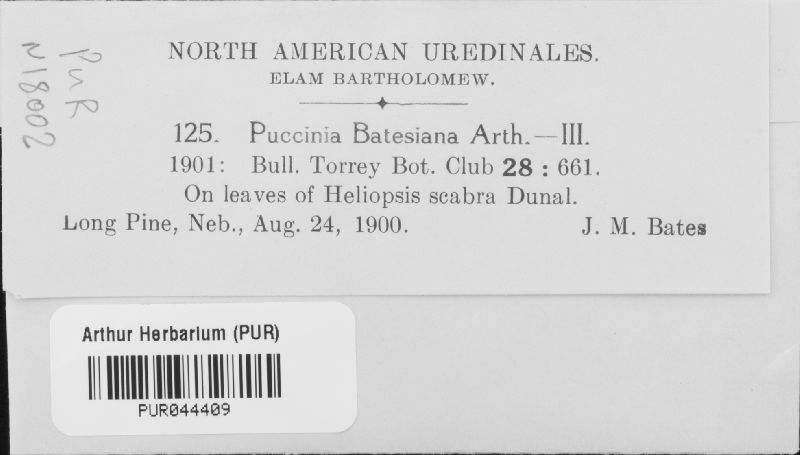 NORTH AMERICAN UREDINALES.
ELAM BARTHOLOMEW.
125. Puccinia Batesiana Arth.—III.
1901: Bull. Torrey Bot. Club 28 : 661.
On leaves of Heliopsis scabra Dunal.
Long Pine, Neb., Aug. 24, 1900. J. M. Bates
PUR
N18002
Arthur Herbarium (PUR)
PUR044409